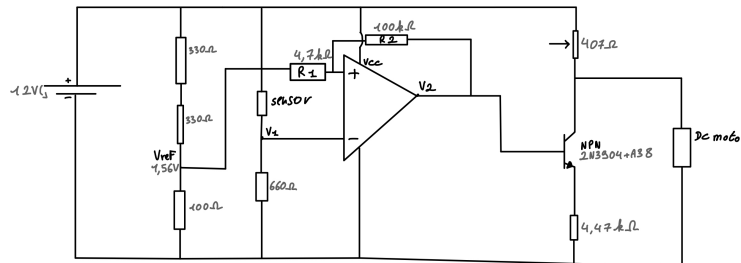 330Ω
330Ω
12V
+
-
VreF
1,56V
100Ω
sensor
V1
660Ω
4,7kΩ
R1
100kΩ
R2
Vcc
+
-
V2
407Ω
NPN
2N3904+A38
4,47kΩ
DC moto